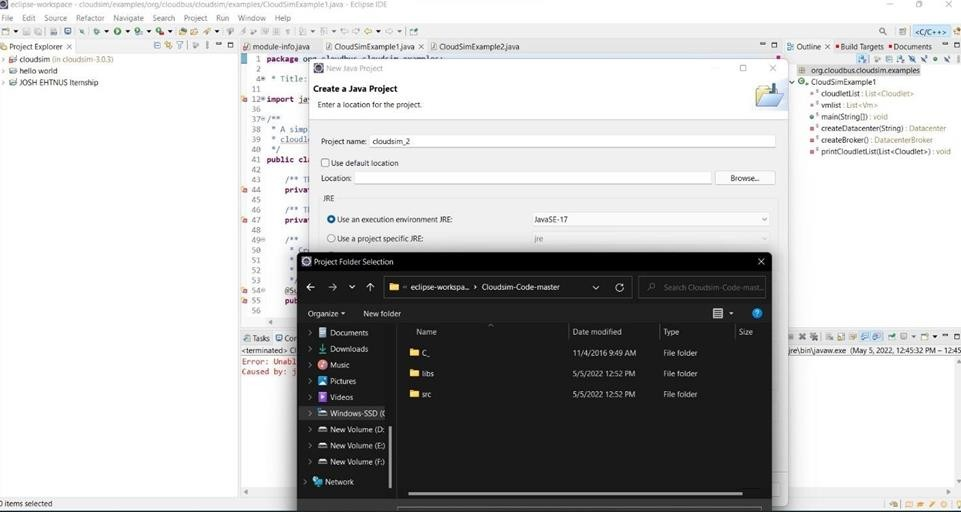 eclipse-workspace - cloudsim/examples/org/cloudbus/cloudsim/examples/CloudSimExample1.java - Eclipse IDE
File Edit Source Refactor Navigate Search Project Run Window Help
<C/C++>
Project Explorer
cloudsim (in cloudsim-3.0.3)
hello world
JOSH EHTNUS Iternship
module-info.java CloudSimExample1.java CloudSimExample2.java
1 package org.cloudbus.cloudsim.examples;
2
4 * Title:
11
12 import
36
37 /**
38 * A simp
39 * cloudl
40 */
41 public cla
42
43 /** Th
44 privat
45
46 /** Th
47 privat
48
49 /**
50
51
52
53 */
54 @Su
55 pub
56
New Java Project
Create a Java Project
Enter a location for the project.
Project name: cloudsim_2
Use default location
Location: Browse...
JRE
Use an execution environment JRE: JavaSE-17
Use a project specific JRE: jre
Project Folder Selection
eclipse-workspa... Cloudsim-Code-master
Search Cloudsim-Code-mast...
Organize New folder
Documents
Downloads
Music
Pictures
Videos
Windows-SSD (C
New Volume (D:
New Volume (E:)
New Volume (F:)
Network
Name Date modified Type Size
C_ 11/4/2016 9:49 AM File folder
libs 5/5/2022 12:52 PM File folder
src 5/5/2022 12:52 PM File folder
Outline Build Targets Documents
org.cloudbus.cloudsim.examples
CloudSimExample1
cloudletList : List<Cloudlet>
vmlist : List<Vm>
main(String[]) : void
createDatacenter(String) : Datacenter
createBroker() : DatacenterBroker
printCloudletList(List<Cloudlet>) : void
Tasks Con
<terminated> Cl
jre\bin\javaw.exe (May 5, 2022, 12:45:32 PM – 12:45
Error: Unabl
Caused by: j
0 items selected